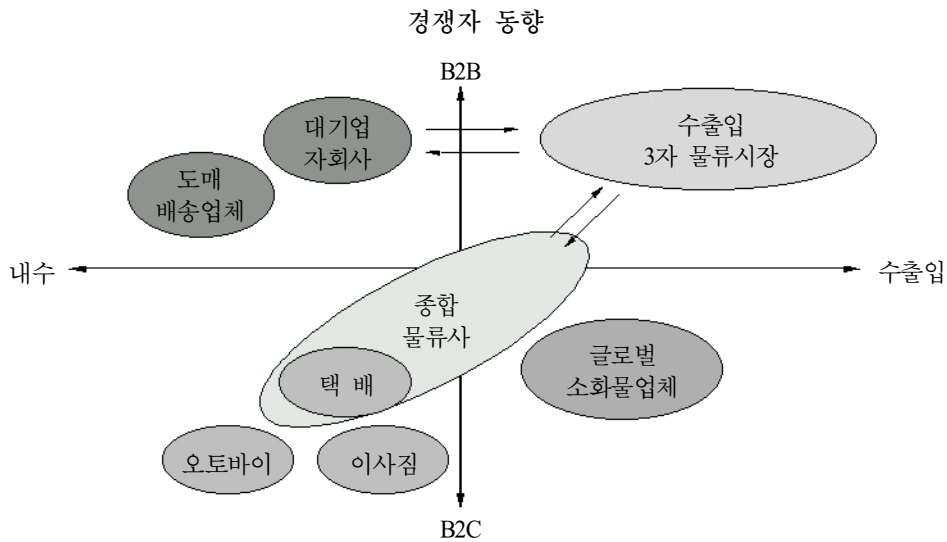 경쟁자 동향
B2B
대기업
자회사
수출입
3자 물류시장
도매
배송업체
내수
수출입
종합
물류사
글로벌
소화물업체
택 배
오토바이
이사짐
B2C